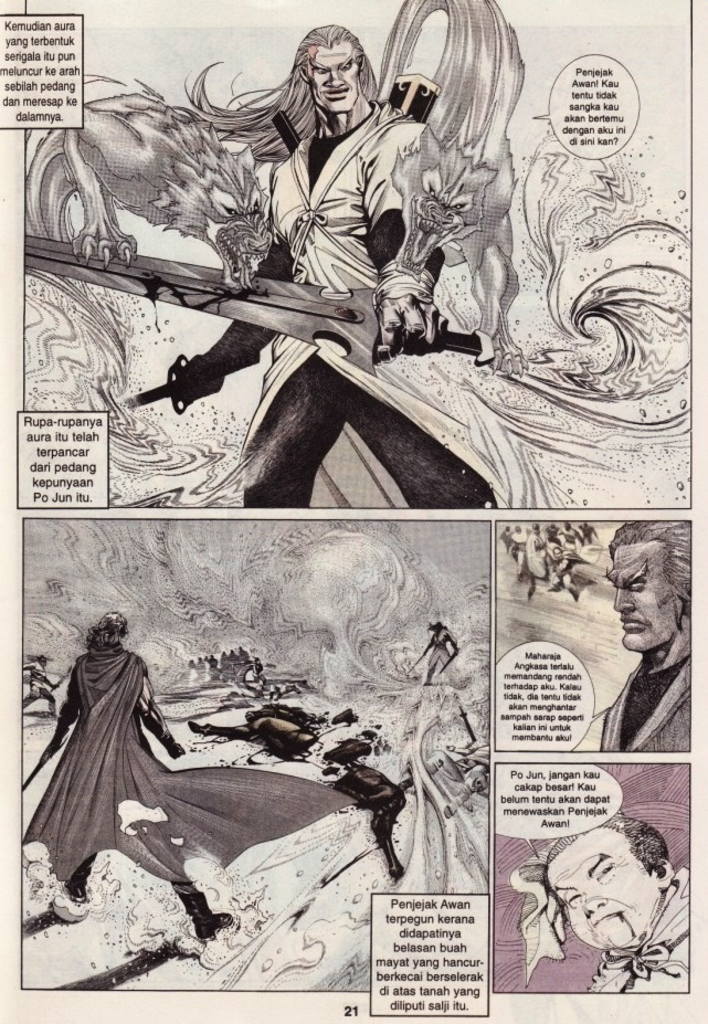 Kemudian aura
yang terbentuk
serigala itu pun
meluncur ke arah
sebilah pedang
dan meresap ke
dalamnya.
Penjejak
Awan! Kau
tentu tidak
sangka kau
akan bertemu
dengan aku ini
di sini kan?
Rupa-rupanya
aura itu telah
terpancar
dari pedang
kepunyaan
Po Jun itu.
Maharaja
Angkasa terlalu
memandang rendah
terhadap aku. Kalau
tidak, dia tentu tidak
akan menghantar
sampah sarap seperti
kalian ini untuk
membantu aku!
Po Jun, jangan kau
cakap besar! Kau
belum tentu akan dapat
menewaskan Penjejak
Awan!
Penjejak Awan
terpegun kerana
didapatinya
belasan buah
mayat yang hancur-
berkecai berselerak
di atas tanah yang
diliputi salji itu.
21